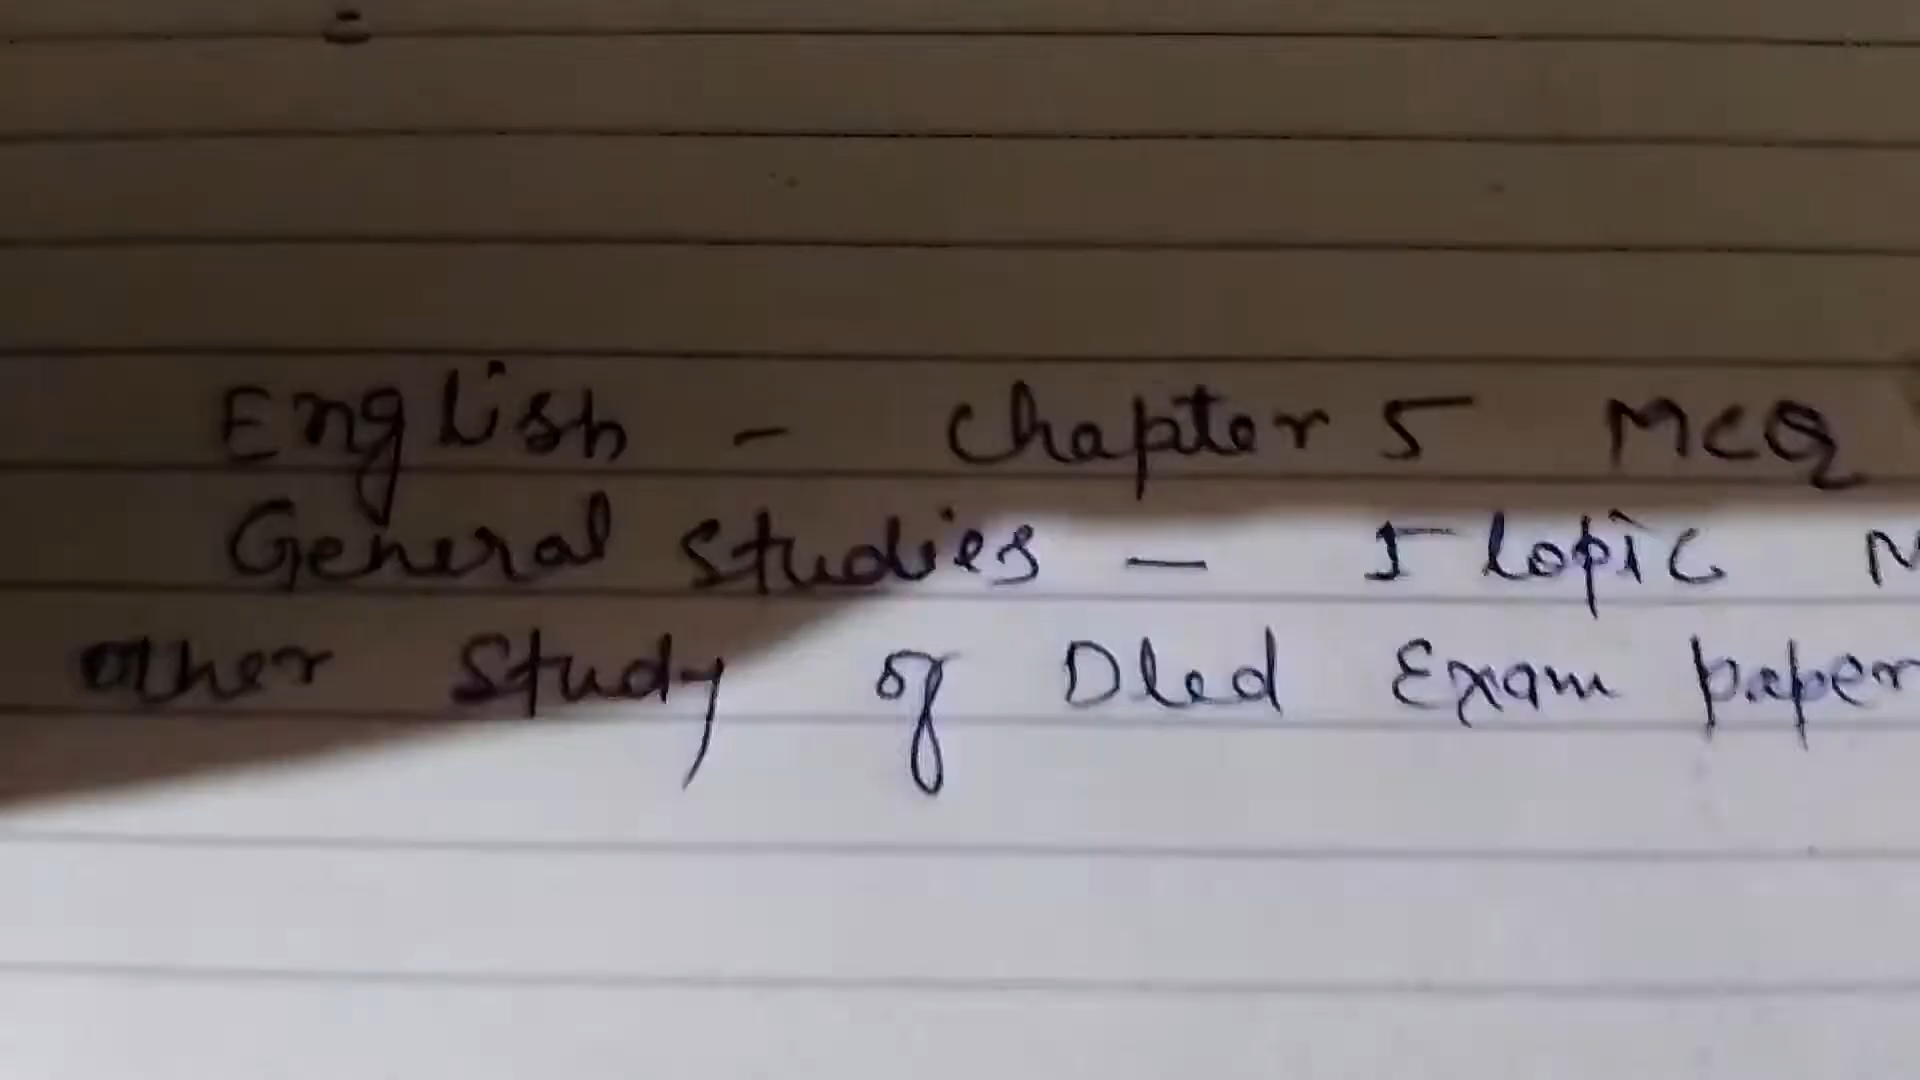 English - Chapter 5 MCQ
General Studies - 5 topic M
other Study of Dled Exam paper